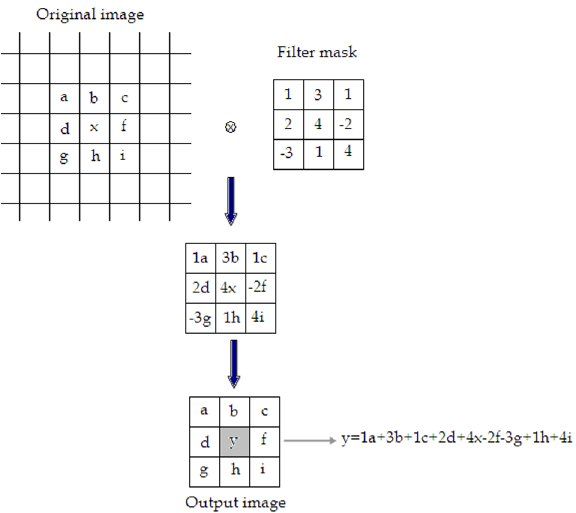 Original image
Filter mask
a b c
d x f
g h i
⊗
1 3 1
2 4 -2
-3 1 4
1a 3b 1c
2d 4x -2f
-3g 1h 4i
a b c
d y f
g h i
y=1a+3b+1c+2d+4x-2f-3g+1h+4i
Output image